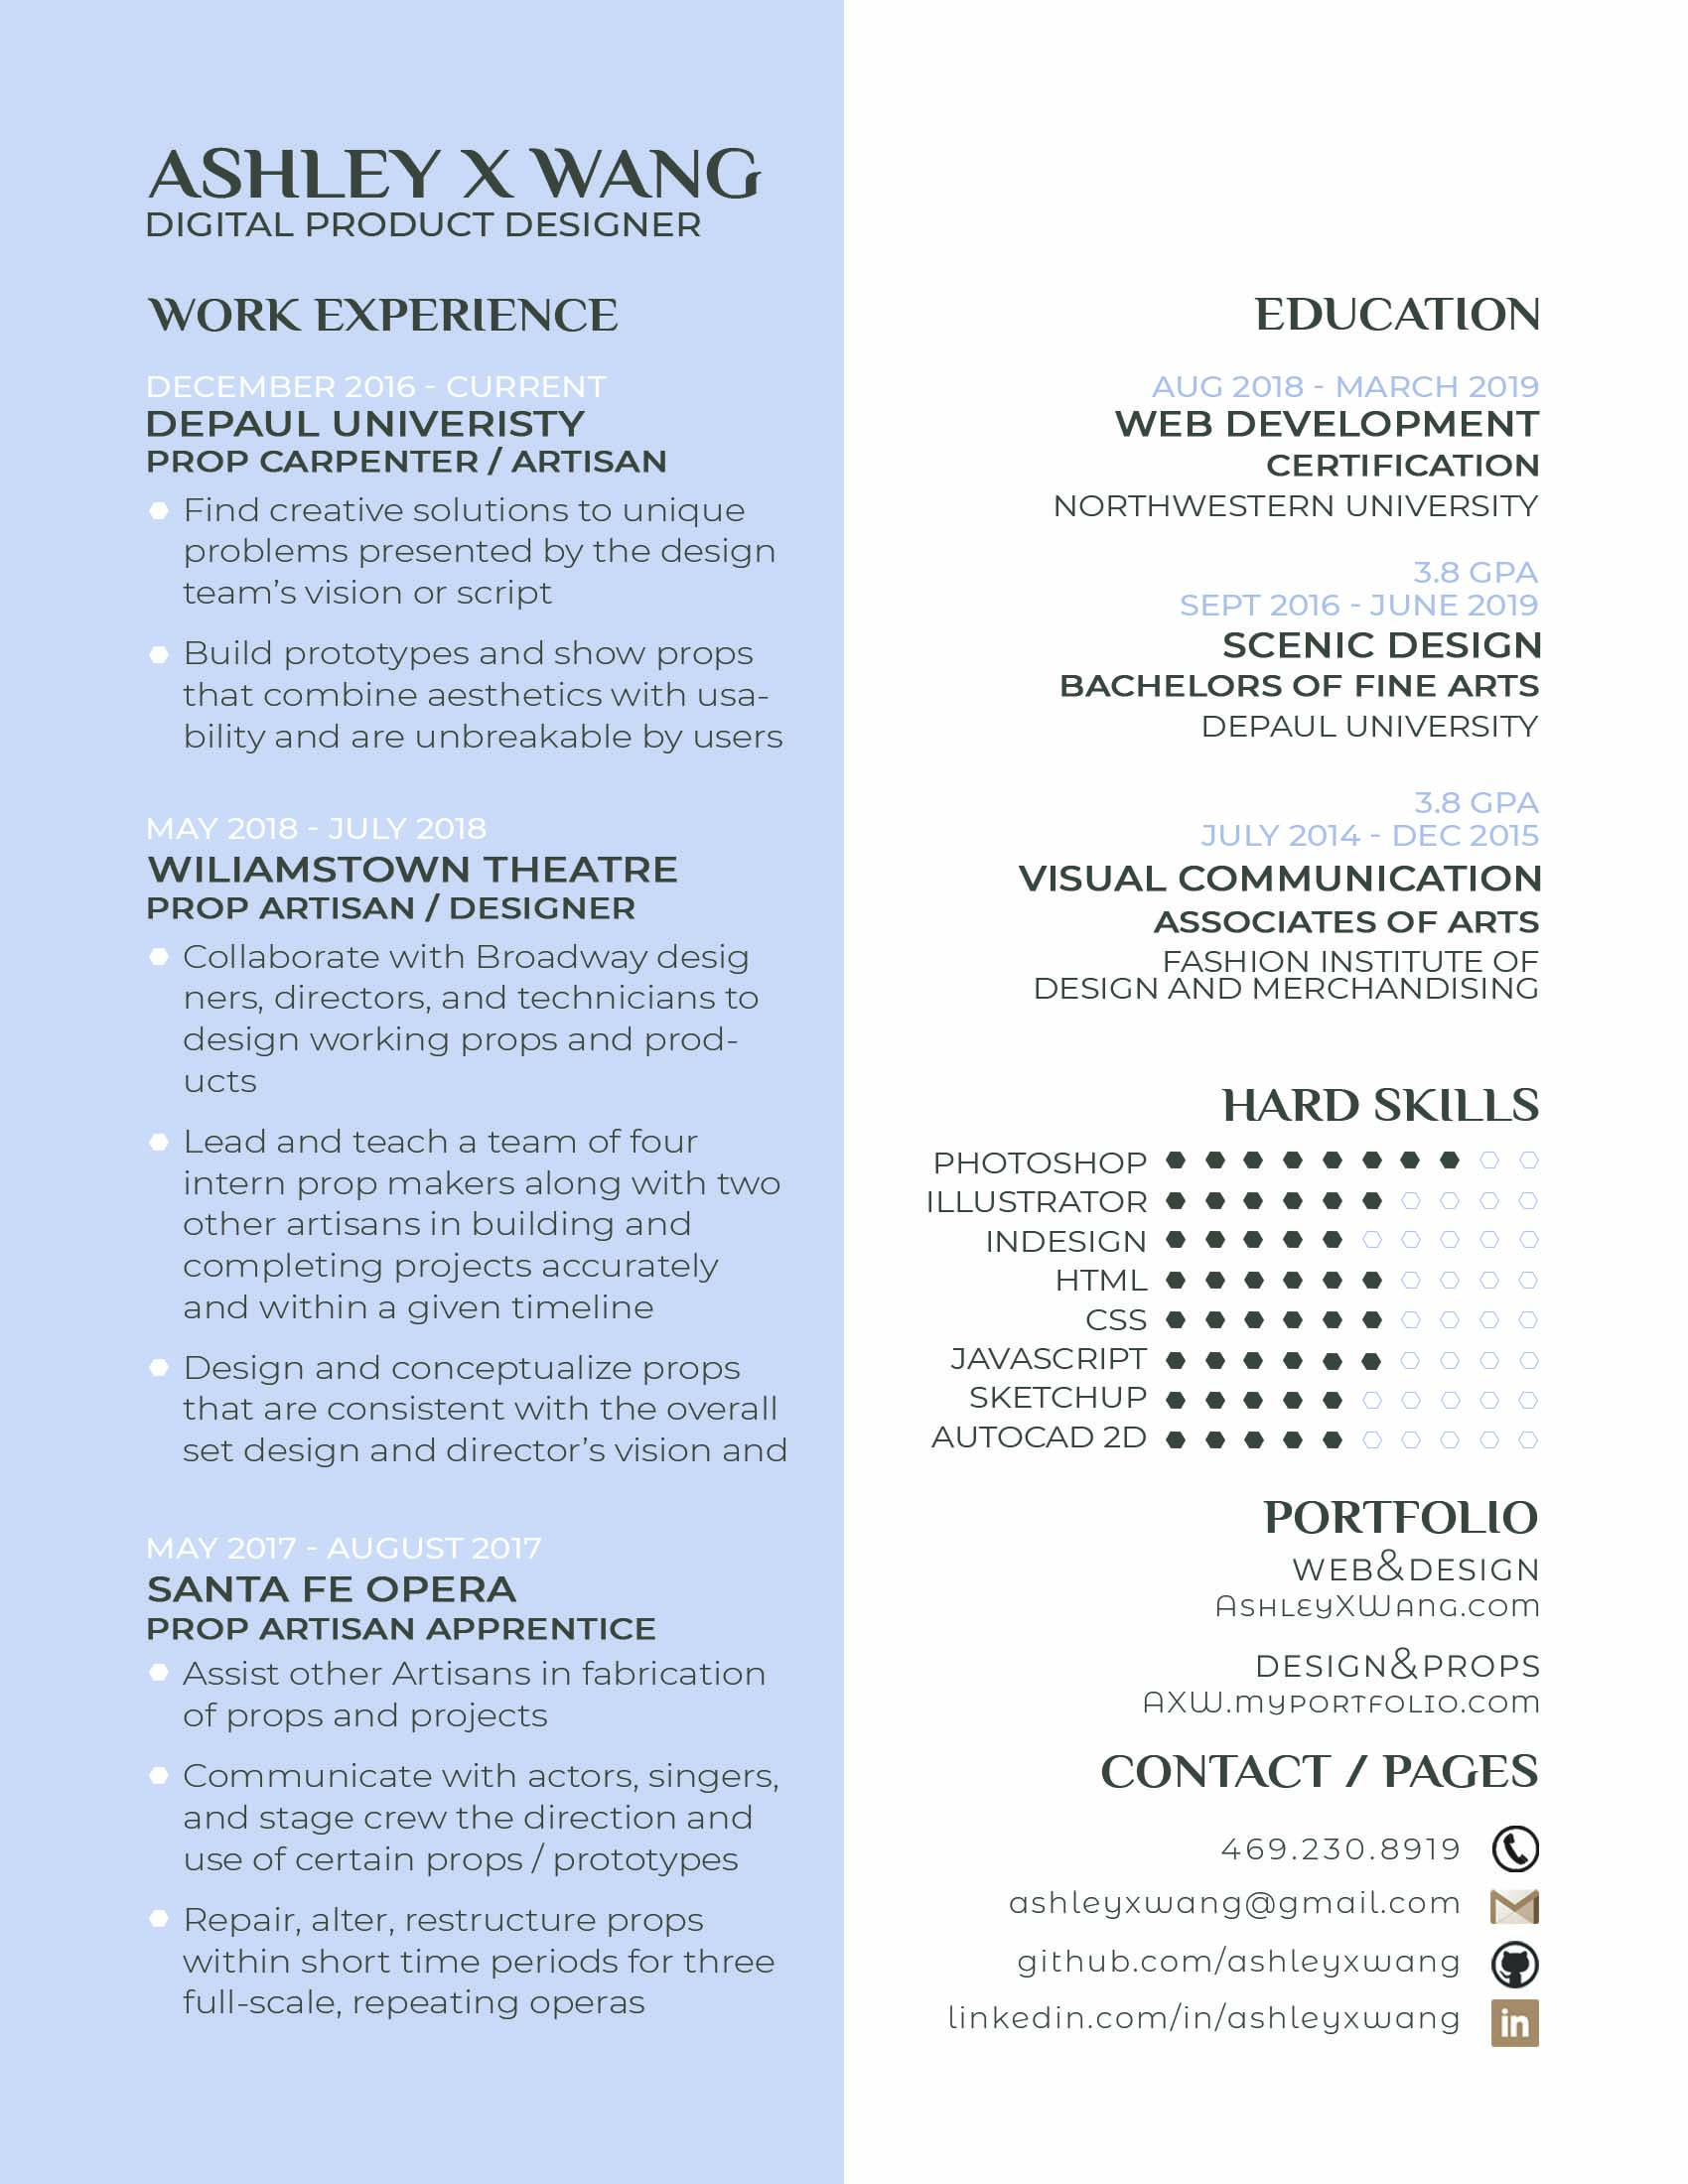 ASHLEY X WANG
DIGITAL PRODUCT DESIGNER
WORK EXPERIENCE
DECEMBER 2016 - CURRENT
DEPAUL UNIVERISTY
PROP CARPENTER / ARTISAN
Find creative solutions to unique
problems presented by the design
team's vision or script
Build prototypes and show props
that combine aesthetics with usa-
bility and are unbreakable by users
MAY 2018 - JULY 2018
WILIAMSTOWN THEATRE
PROP ARTISAN / DESIGNER
Collaborate with Broadway desig
ners, directors, and technicians to
design working props and prod-
ucts
Lead and teach a team of four
intern prop makers along with two
other artisans in building and
completing projects accurately
and within a given timeline
Design and conceptualize props
that are consistent with the overall
set design and director's vision and
MAY 2017 - AUGUST 2017
SANTA FE OPERA
PROP ARTISAN APPRENTICE
Assist other Artisans in fabrication
of props and projects
Communicate with actors, singers,
and stage crew the direction and
use of certain props / prototypes
Repair, alter, restructure props
within short time periods for three
full-scale, repeating operas
EDUCATION
AUG 2018 - MARCH 2019
WEB DEVELOPMENT
CERTIFICATION
NORTHWESTERN UNIVERSITY
3.8 GPA
SEPT 2016 - JUNE 2019
SCENIC DESIGN
BACHELORS OF FINE ARTS
DEPAUL UNIVERSITY
3.8 GPA
JULY 2014 - DEC 2015
VISUAL COMMUNICATION
ASSOCIATES OF ARTS
FASHION INSTITUTE OF
DESIGN AND MERCHANDISING
HARD SKILLS
PHOTOSHOP
ILLUSTRATOR
INDESIGN
HTML
CSS
JAVASCRIPT
SKETCHUP
AUTOCAD 2D
PORTFOLIO
WEB&DESIGN
AshleyXWang.com
DESIGN&PROPS
AXW.myportfolio.com
CONTACT / PAGES
469.230.8919
ashleyxwang@gmail.com
github.com/ashleyxwang
linkedin.com/in/ashleyxwang
in